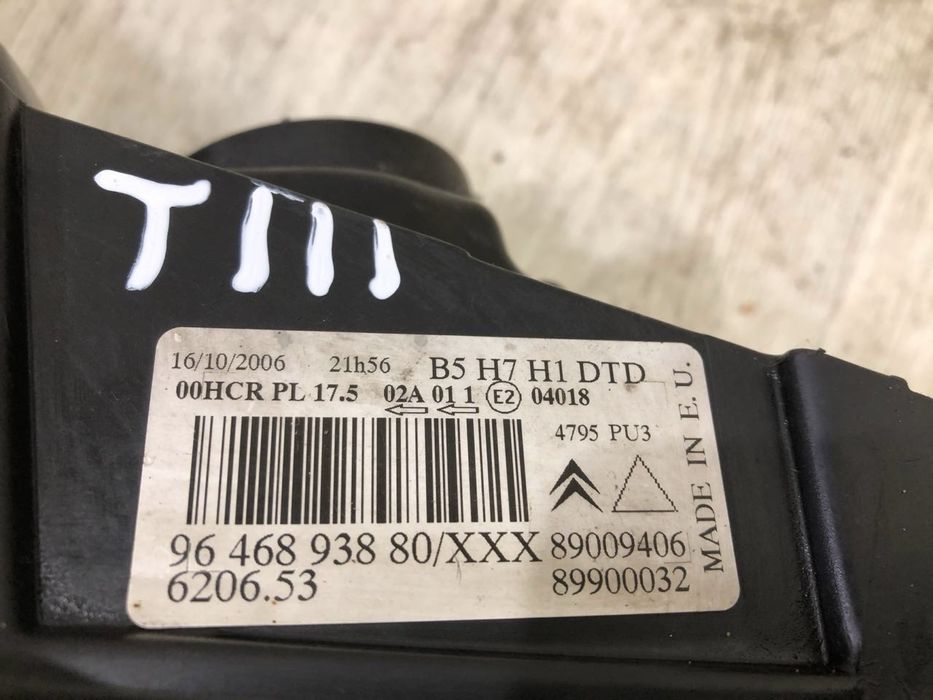 TIII
16/10/2006 21h56 B5 H7 H1 DTD
00HCR PL 17.5 02A 01 1 E2 04018
4795 PU3
96 468 938 80/XXX 89009406
6206.53 89900032
MADE IN E. U.